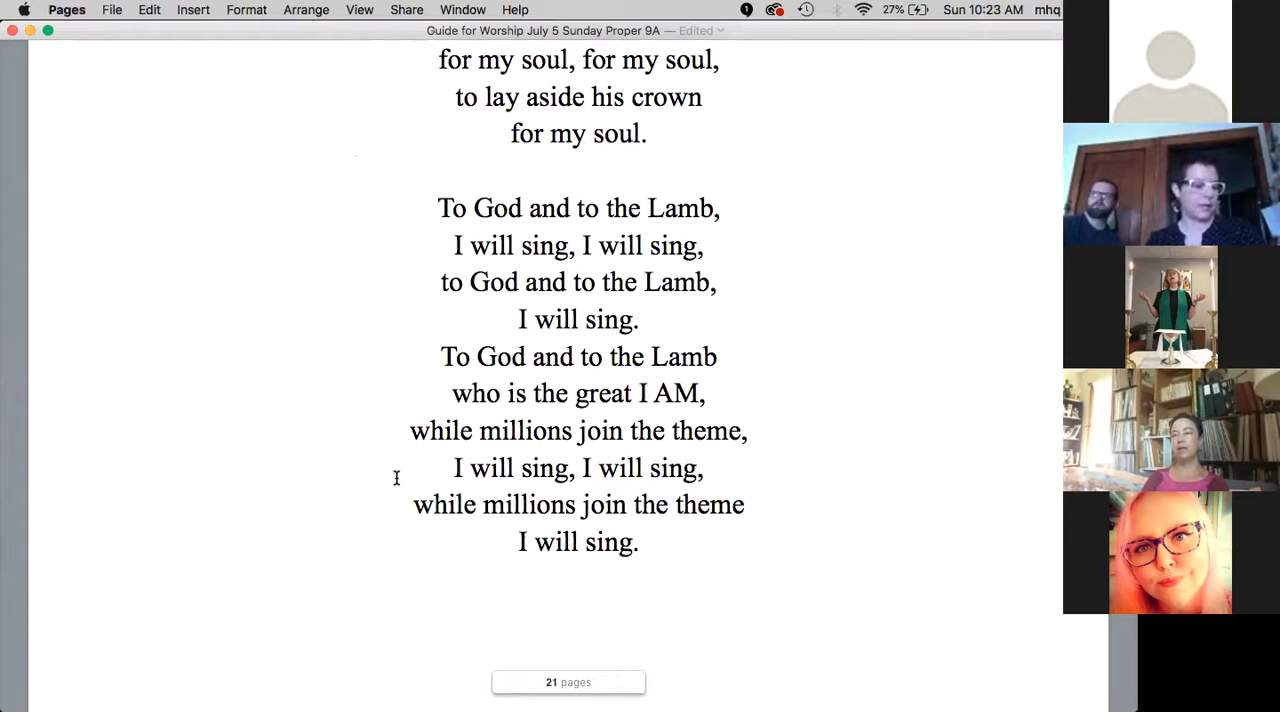 Pages File Edit Insert Format Arrange View Share Window Help 1 27% Sun 10:23 AM mhq
Guide for Worship July 5 Sunday Proper 9A — Edited
for my soul, for my soul,
to lay aside his crown
for my soul.
To God and to the Lamb,
I will sing, I will sing,
to God and to the Lamb,
I will sing.
To God and to the Lamb
who is the great I AM,
while millions join the theme,
I will sing, I will sing,
while millions join the theme
I will sing.
21 pages